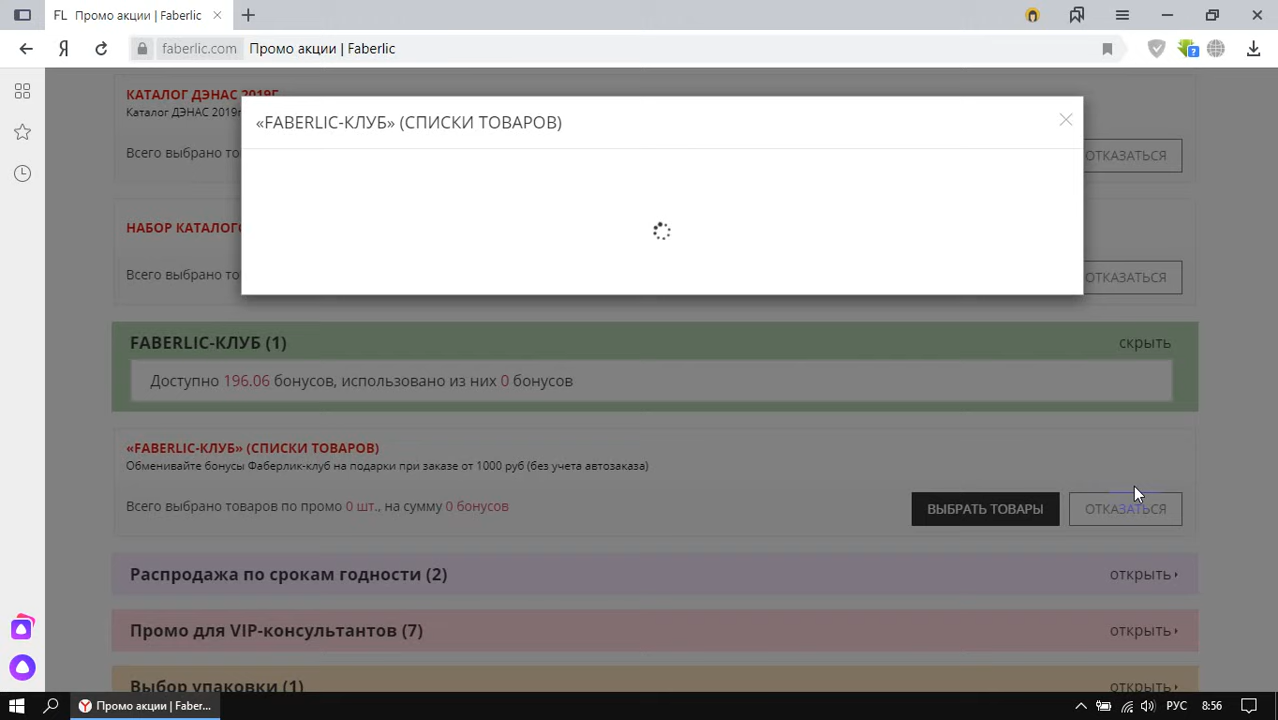 FL Промо акции | Faberlic
faberlic.com Промо акции | Faberlic
КАТАЛОГ ДЭНАС 2019Г
Каталог ДЭНАС 2019г
«FABERLIC-КЛУБ» (СПИСКИ ТОВАРОВ)
Всего выбрано то
ОТКАЗАТЬСЯ
НАБОР КАТАЛОГО
Всего выбрано то
ОТКАЗАТЬСЯ
FABERLIC-КЛУБ (1) скрыть
Доступно 196.06 бонусов, использовано из них 0 бонусов
«FABERLIC-КЛУБ» (СПИСКИ ТОВАРОВ)
Обменивайте бонусы Фаберлик-клуб на подарки при заказе от 1000 руб (без учета автозаказа)
Всего выбрано товаров по промо 0 шт., на сумму 0 бонусов
ВЫБРАТЬ ТОВАРЫ ОТКАЗАТЬСЯ
Распродажа по срокам годности (2) открыть
Промо для VIP-консультантов (7) открыть
Выбор упаковки (1) открыть
Промо акции | Faber... РУС 8:56